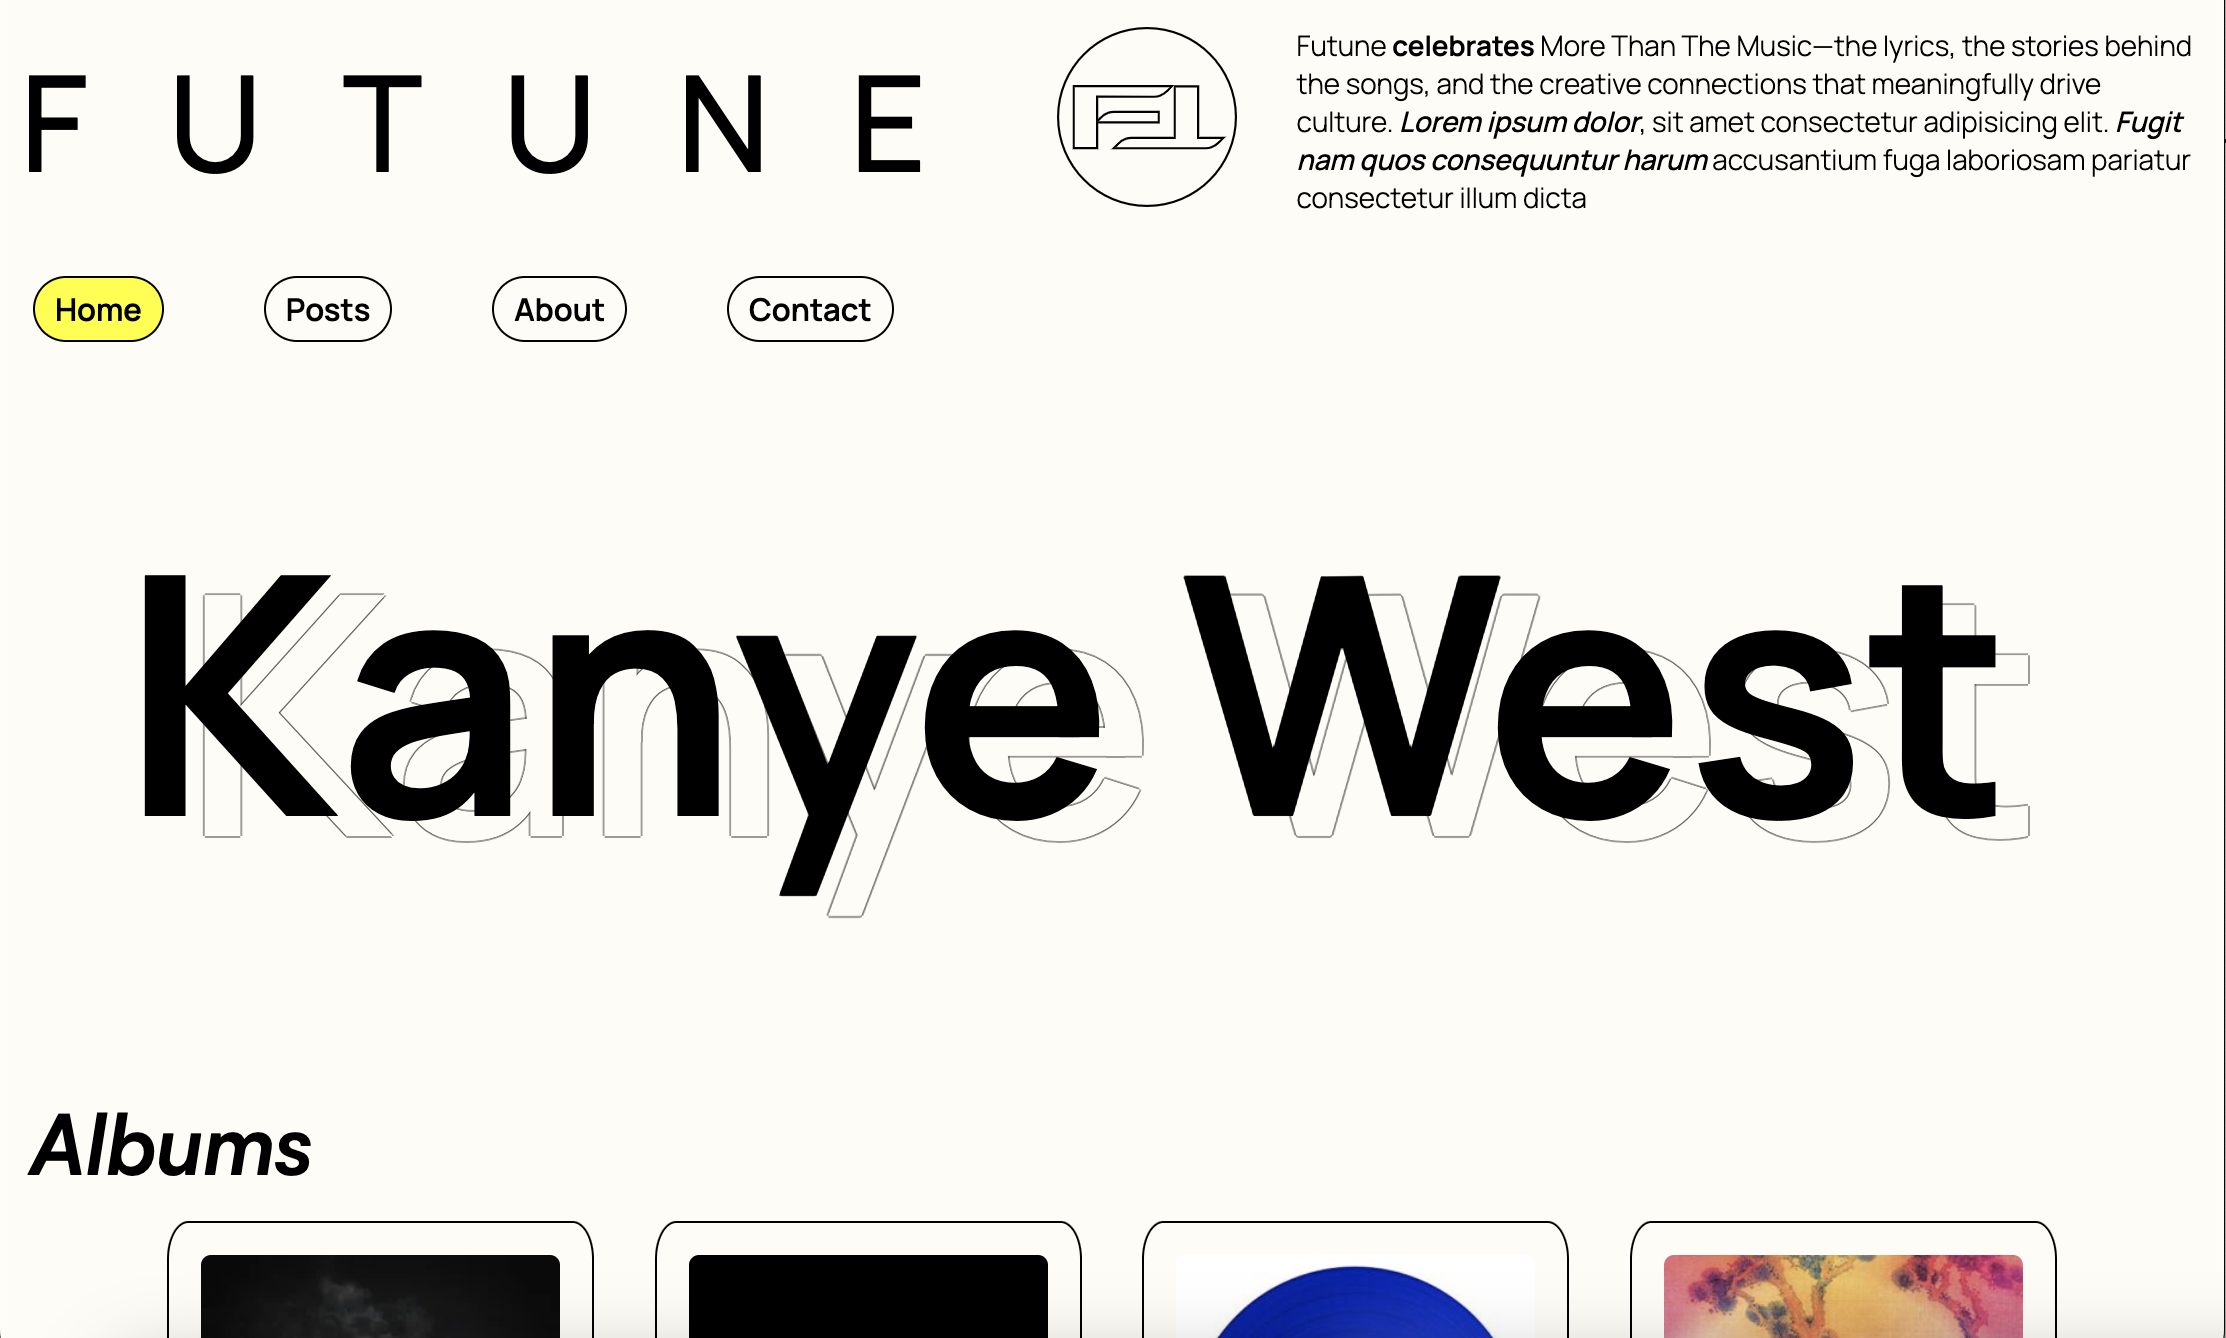 FUTUNE
Futune celebrates More Than The Music—the lyrics, the stories behind
the songs, and the creative connections that meaningfully drive
culture. Lorem ipsum dolor, sit amet consectetur adipisicing elit. Fugit
nam quos consequuntur harum accusantium fuga laboriosam pariatur
consectetur illum dicta
Home
Posts
About
Contact
Kanye West
Albums